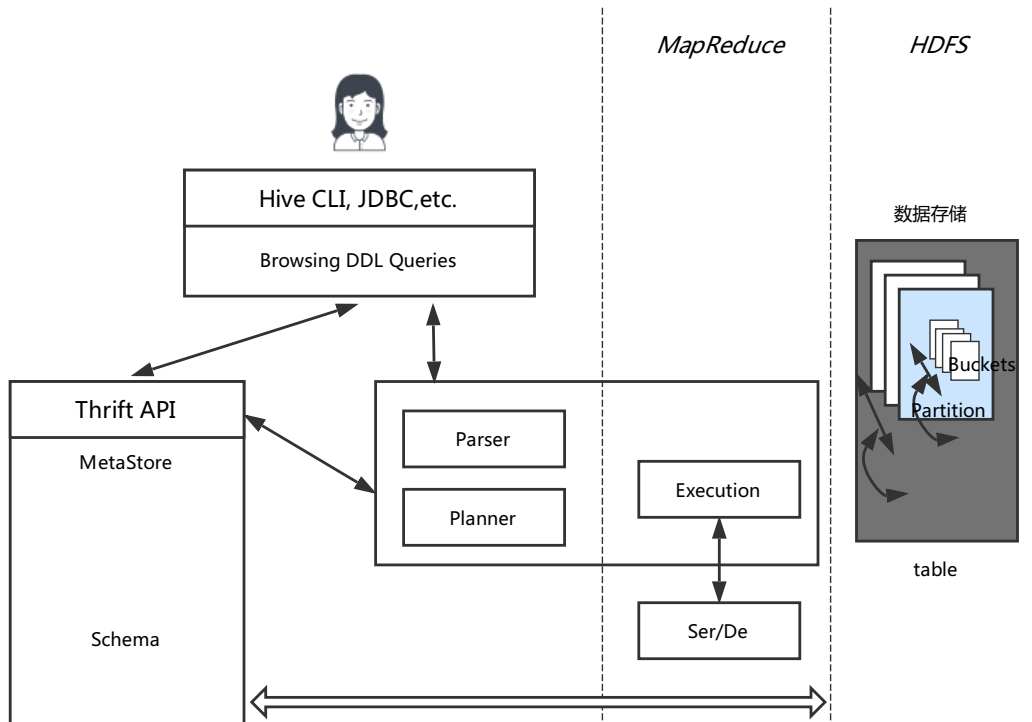 MapReduce
HDFS
Hive CLI, JDBC,etc.
Browsing DDL Queries
数据存储
Buckets
Partition
Thrift API
MetaStore
Parser
Planner
Execution
table
Schema
Ser/De